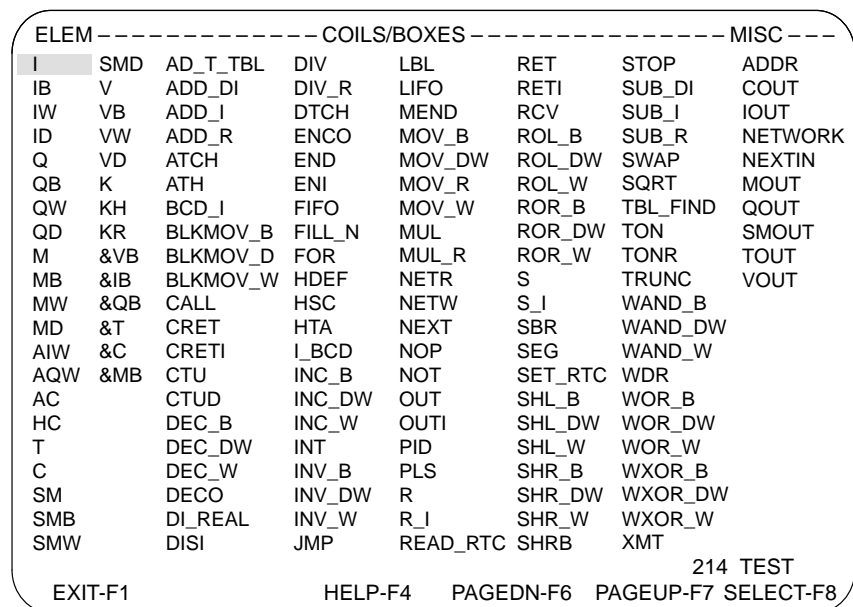 ELEM – – – – – – – – – – – – – COILS/BOXES – – – – – – – – – – – – – – – MISC – – –
I SMD AD_T_TBL DIV LBL RET STOP ADDR
IB V ADD_DI DIV_R LIFO RETI SUB_DI COUT
IW VB ADD_I DTCH MEND RCV SUB_I IOUT
ID VW ADD_R ENCO MOV_B ROL_B SUB_R NETWORK
Q VD ATCH END MOV_DW ROL_DW SWAP NEXTIN
QB K ATH ENI MOV_R ROL_W SQRT MOUT
QW KH BCD_I FIFO MOV_W ROR_B TBL_FIND QOUT
QD KR BLKMOV_B FILL_N MUL ROR_DW TON SMOUT
M &VB BLKMOV_D FOR MUL_R ROR_W TONR TOUT
MB &IB BLKMOV_W HDEF NETR S TRUNC VOUT
MW &QB CALL HSC NETW S_I WAND_B
MD &T CRET HTA NEXT SBR WAND_DW
AIW &C CRETI I_BCD NOP SEG WAND_W
AQW &MB CTU INC_B NOT SET_RTC WDR
AC CTUD INC_DW OUT SHL_B WOR_B
HC DEC_B INC_W OUTI SHL_DW WOR_DW
T DEC_DW INT PID SHL_W WOR_W
C DEC_W INV_B PLS SHR_B WXOR_B
SM DECO INV_DW R SHR_DW WXOR_DW
SMB DI_REAL INV_W R_I SHR_W WXOR_W
SMW DISI JMP READ_RTC SHRB XMT
214 TEST
EXIT-F1 HELP-F4 PAGEDN-F6 PAGEUP-F7 SELECT-F8